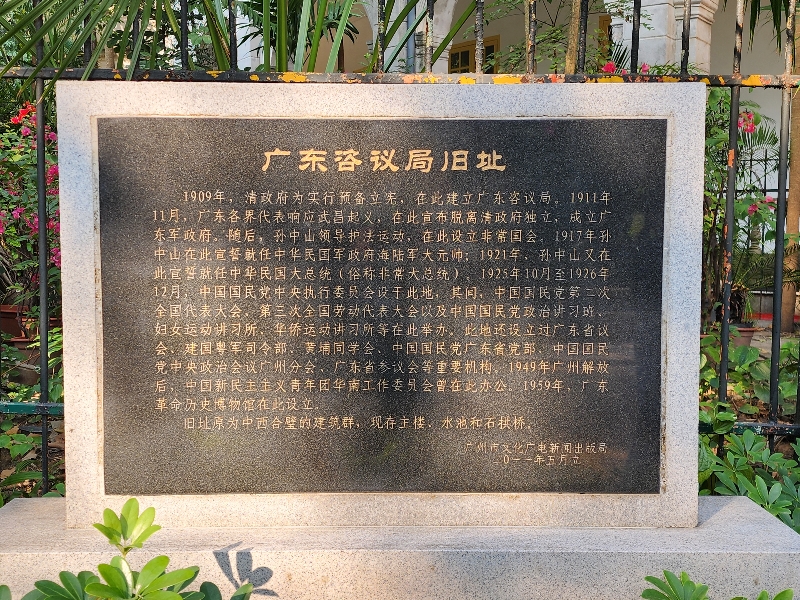 广东咨议局旧址
1909年，清政府为实行预备立宪，在此建立广东咨议局。1911年
11月，广东各界代表响应武昌起义，在此宣布脱离清政府独立，成立广
东军政府。随后，孙中山领导护法运动，在此设立非常国会。1917年孙
中山在此宣誓就任中华民国军政府海陆军大元帅；1921年，孙中山又在
此宣誓就任中华民国大总统（俗称非常大总统）。1925年10月至1926年
12月，中国国民党中央执行委员会设于此地，其间，中国国民党第二次
全国代表大会、第三次全国劳动代表大会以及中国国民党政治讲习班、
妇女运动讲习所、华侨运动讲习所等在此举办。此地还设立过广东省议
会、建国粤军司令部、黄埔同学会、中国国民党广东省党部、中国国民
党中央政治会议广州分会、广东省参议会等重要机构。1949年广州解放
后，中国新民主主义青年团华南工作委员会曾在此办公。1959年，广东
革命历史博物馆在此设立。
旧址原为中西合璧的建筑群，现存主楼、水池和石拱桥。
广州市文化广电新闻出版局
二〇一一年五月立